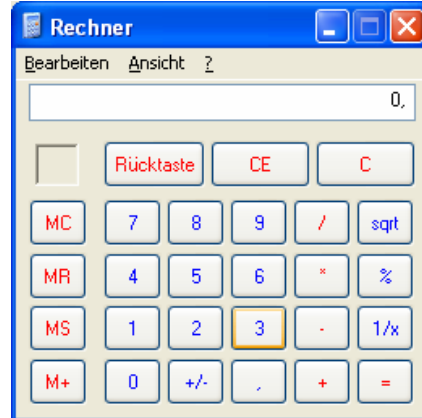 Rechner
Bearbeiten Ansicht ?
0,
Rücktaste CE C
MC 7 8 9 / sqrt
MR 4 5 6 * %
MS 1 2 3 - 1/x
M+ 0 +/- , + =